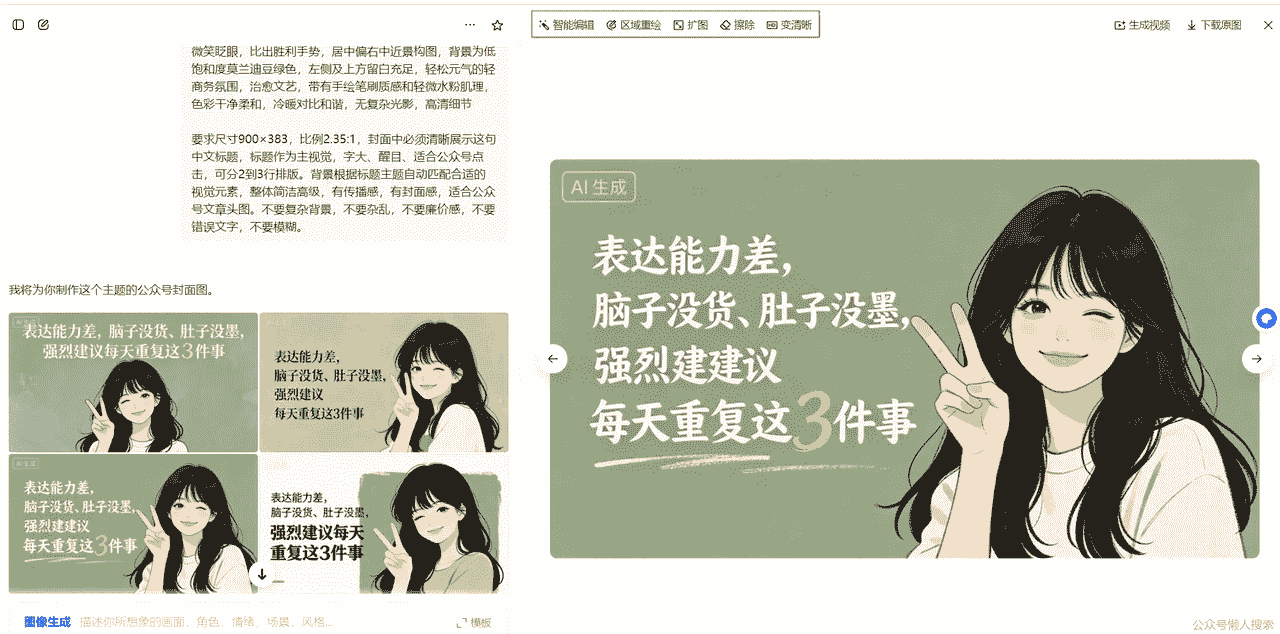 微笑眨眼，比出胜利手势，居中偏右中近景构图，背景为低
饱和度莫兰迪豆绿色，左侧及上方留白充足，轻松元气的轻
商务氛围，治愈文艺，带有手绘笔刷质感和轻微水粉肌理，
色彩干净柔和，冷暖对比和谐，无复杂光影，高清细节
要求尺寸900×383，比例2.35:1，封面中必须清晰展示这句
中文标题，标题作为主视觉，字大、醒目、适合公众号点
击，可分2到3行排版。背景根据标题主题自动匹配合适的
视觉元素，整体简洁高级，有传播感，有封面感，适合公众
号文章头图。不要复杂背景，不要杂乱，不要廉价感，不要
错误文字，不要模糊。
我将为你制作这个主题的公众号封面图。
AI 生成
表达能力差，脑子没货、肚子没墨，
强烈建议每天重复这3件事
表达能力差，
脑子没货、肚子没墨，
强烈建议
每天重复这3件事
AI 生成
表达能力差，
脑子没货、肚子没墨，
强烈建建议
每天重复这3件事
表达能力差，
脑子没货、肚子没墨，
强烈建议每天
重复这3件事
图像生成 描述你所想象的画面、角色、情绪、场景、风格...
模板
智能编辑 区域重绘 扩图 擦除 变清晰
生成视频 下载原图
AI 生成
表达能力差，
脑子没货、肚子没墨，
强烈建建议
每天重复这3件事
公众号懒人搜索